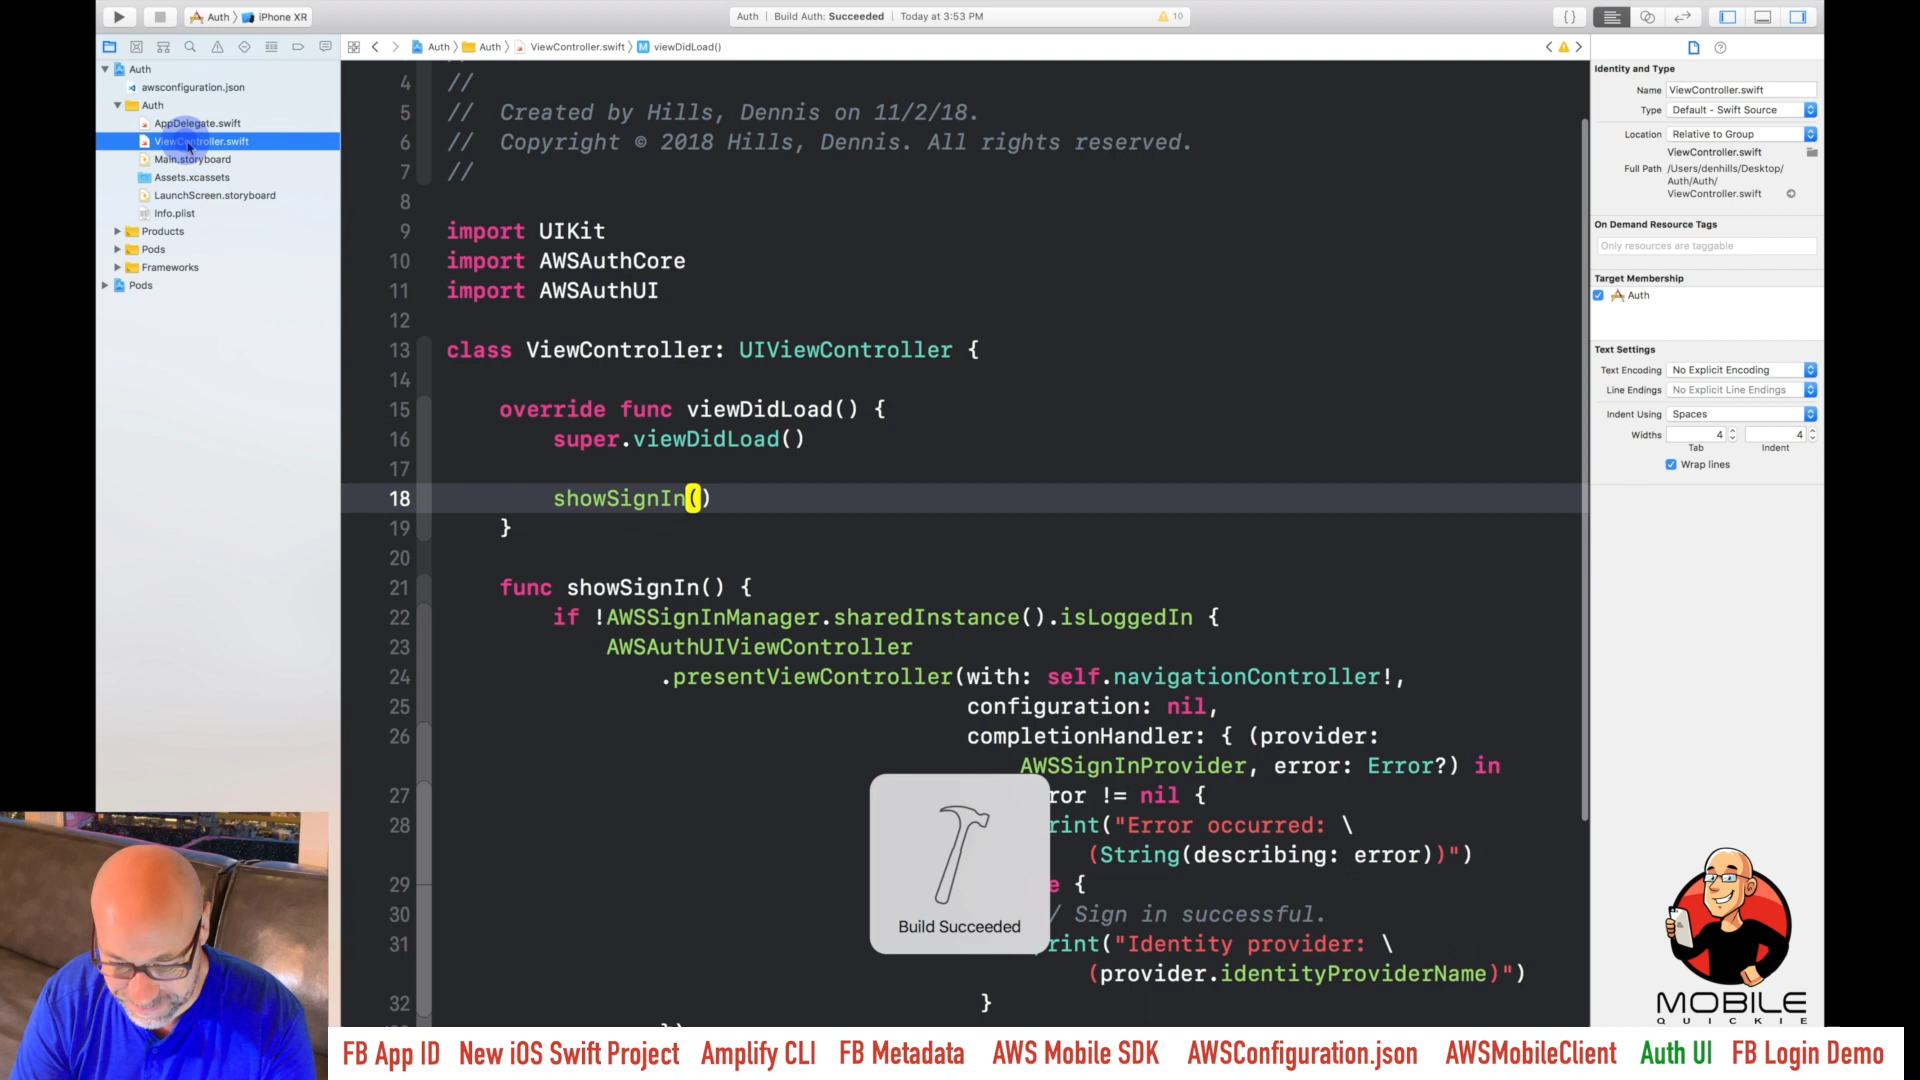 Auth
iPhone XR
Auth | Build Auth: Succeeded | Today at 3:53 PM
10
Auth
Auth
ViewController.swift
viewDidLoad()
Auth
awsconfiguration.json
Auth
AppDelegate.swift
ViewController.swift
Main.storyboard
Assets.xcassets
LaunchScreen.storyboard
Info.plist
Products
Pods
Frameworks
Pods
4 //
5 // Created by Hills, Dennis on 11/2/18.
6 // Copyright © 2018 Hills, Dennis. All rights reserved.
7 //
8
9 import UIKit
10 import AWSAuthCore
11 import AWSAuthUI
12
13 class ViewController: UIViewController {
14
15 override func viewDidLoad() {
16 super.viewDidLoad()
17
18 showSignIn()
19 }
20
21 func showSignIn() {
22 if !AWSSignInManager.sharedInstance().isLoggedIn {
23 AWSAuthUIViewController
24 .presentViewController(with: self.navigationController!,
25 configuration: nil,
26 completionHandler: { (provider:
AWSSignInProvider, error: Error?) in
27 ror != nil {
28 rint("Error occurred: \
(String(describing: error))")
29 e {
30 / Sign in successful.
31 rint("Identity provider: \
(provider.identityProviderName)")
32 }
Build Succeeded
Identity and Type
Name ViewController.swift
Type Default - Swift Source
Location Relative to Group
ViewController.swift
Full Path /Users/denhills/Desktop/
Auth/Auth/
ViewController.swift
On Demand Resource Tags
Only resources are taggable
Target Membership
Auth
Text Settings
Text Encoding No Explicit Encoding
Line Endings No Explicit Line Endings
Indent Using Spaces
Widths 4 4
Tab Indent
Wrap lines
MOBILE
QUICKIE
FB App ID New iOS Swift Project Amplify CLI FB Metadata AWS Mobile SDK AWSConfiguration.json AWSMobileClient Auth UI FB Login Demo